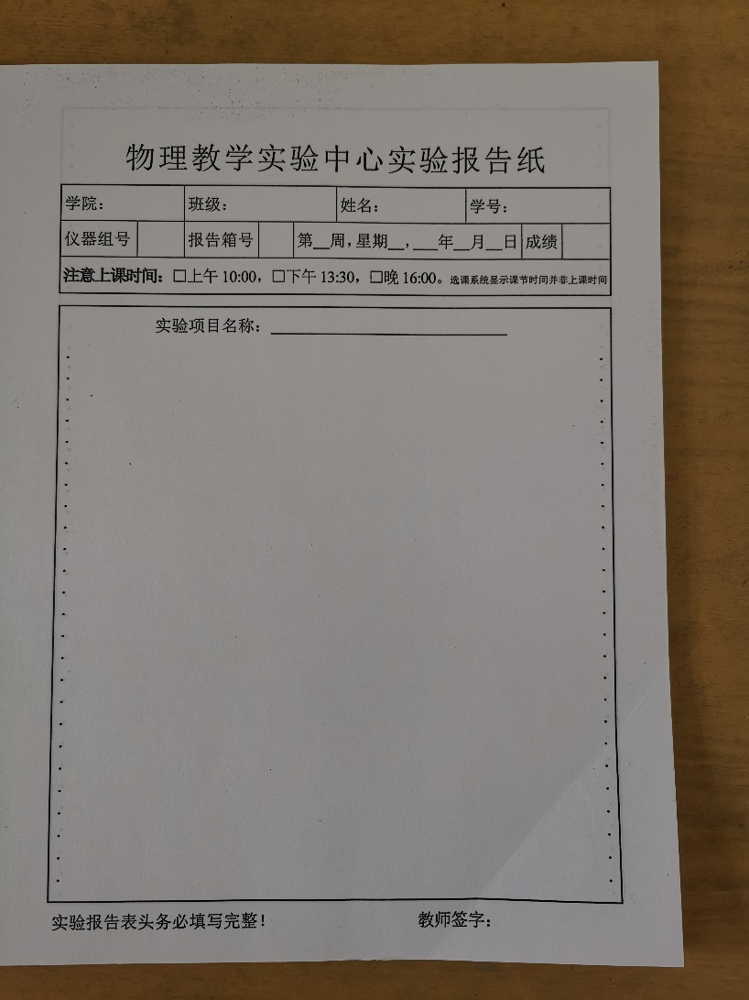 物理教学实验中心实验报告纸
学院： 班级： 姓名： 学号：
仪器组号 报告箱号 第__周，星期__，___年__月__日 成绩
注意上课时间：□上午 10:00，□下午 13:30，□晚 16:00。选课系统显示课节时间并非上课时间
实验项目名称：
实验报告表头务必填写完整！ 教师签字：